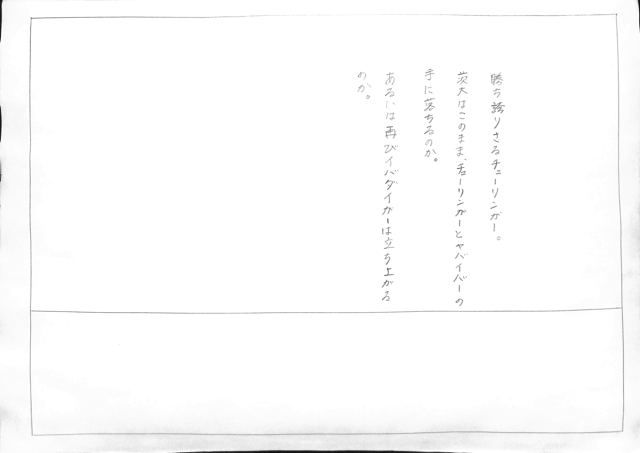 勝ち誇りさるチューリンガー。
茨大はこのまま、チューリンガーとヤバイバーの
手に落ちるのか。
あるいは再びイバダイガーは立ち上がる
のか。